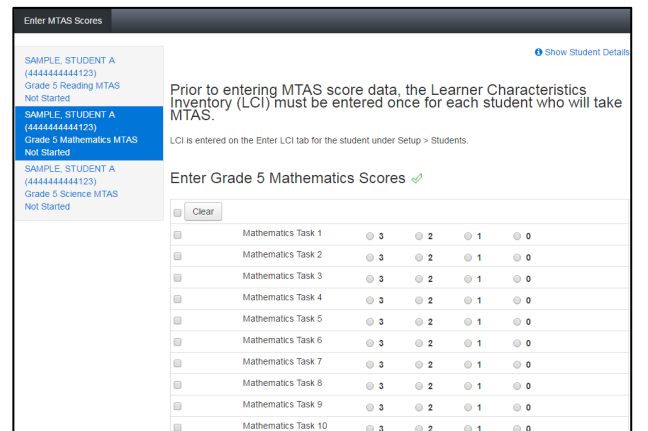 Enter MTAS Scores
Show Student Details
SAMPLE, STUDENT A
(4444444444123)
Grade 5 Reading MTAS
Not Started
SAMPLE, STUDENT A
(4444444444123)
Grade 5 Mathematics MTAS
Not Started
SAMPLE, STUDENT A
(4444444444123)
Grade 5 Science MTAS
Not Started
Prior to entering MTAS score data, the Learner Characteristics
Inventory (LCI) must be entered once for each student who will take
MTAS.
LCI is entered on the Enter LCI tab for the student under Setup > Students.
Enter Grade 5 Mathematics Scores
Clear
Mathematics Task 1 3 2 1 0
Mathematics Task 2 3 2 1 0
Mathematics Task 3 3 2 1 0
Mathematics Task 4 3 2 1 0
Mathematics Task 5 3 2 1 0
Mathematics Task 6 3 2 1 0
Mathematics Task 7 3 2 1 0
Mathematics Task 8 3 2 1 0
Mathematics Task 9 3 2 1 0
Mathematics Task 10 3 2 1 0